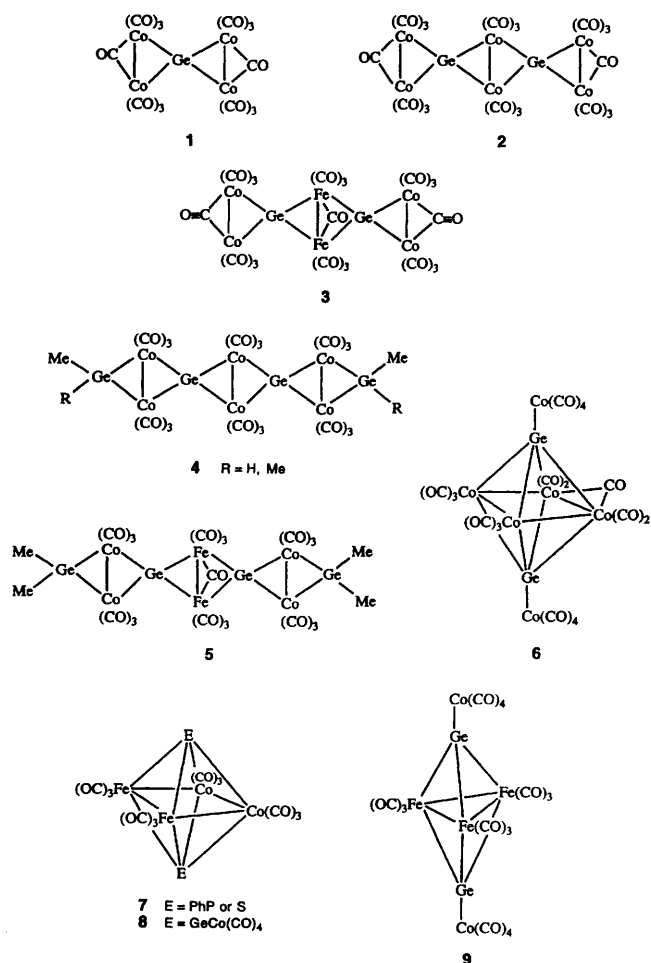 (CO)₃ (CO)₃
Co Co
OC Ge CO
Co Co
(CO)₃ (CO)₃
1
(CO)₃ (CO)₃ (CO)₃
Co Co Co
OC Ge Ge CO
Co Co Co
(CO)₃ (CO)₃ (CO)₃
2
(CO)₃ (CO)₃ (CO)₃
Co Fe Co
O=C Ge CO Ge C=O
Co Fe Co
(CO)₃ (CO)₃ (CO)₃
3
(CO)₃ (CO)₃ (CO)₃
Me Co Co Co Me
Ge Ge Ge Ge
R Co Co Co R
(CO)₃ (CO)₃ (CO)₃
4 R = H, Me
(CO)₃ (CO)₃ (CO)₃
Me Co Fe Co Me
Ge Ge CO Ge Ge
Me Co Fe Co Me
(CO)₃ (CO)₃ (CO)₃
5
Co(CO)₄
Ge
(CO)₂ CO
(OC)₃Co Co
(OC)₃Co Co(CO)₂
Ge
Co(CO)₄
6
E
(CO)₃
(OC)₃Fe Co
(OC)₃Fe Co(CO)₃
E
7 E = PhP or S
8 E = GeCo(CO)₄
Co(CO)₄
Ge
(OC)₃Fe Fe(CO)₃
Fe(CO)₃
Ge
Co(CO)₄
9